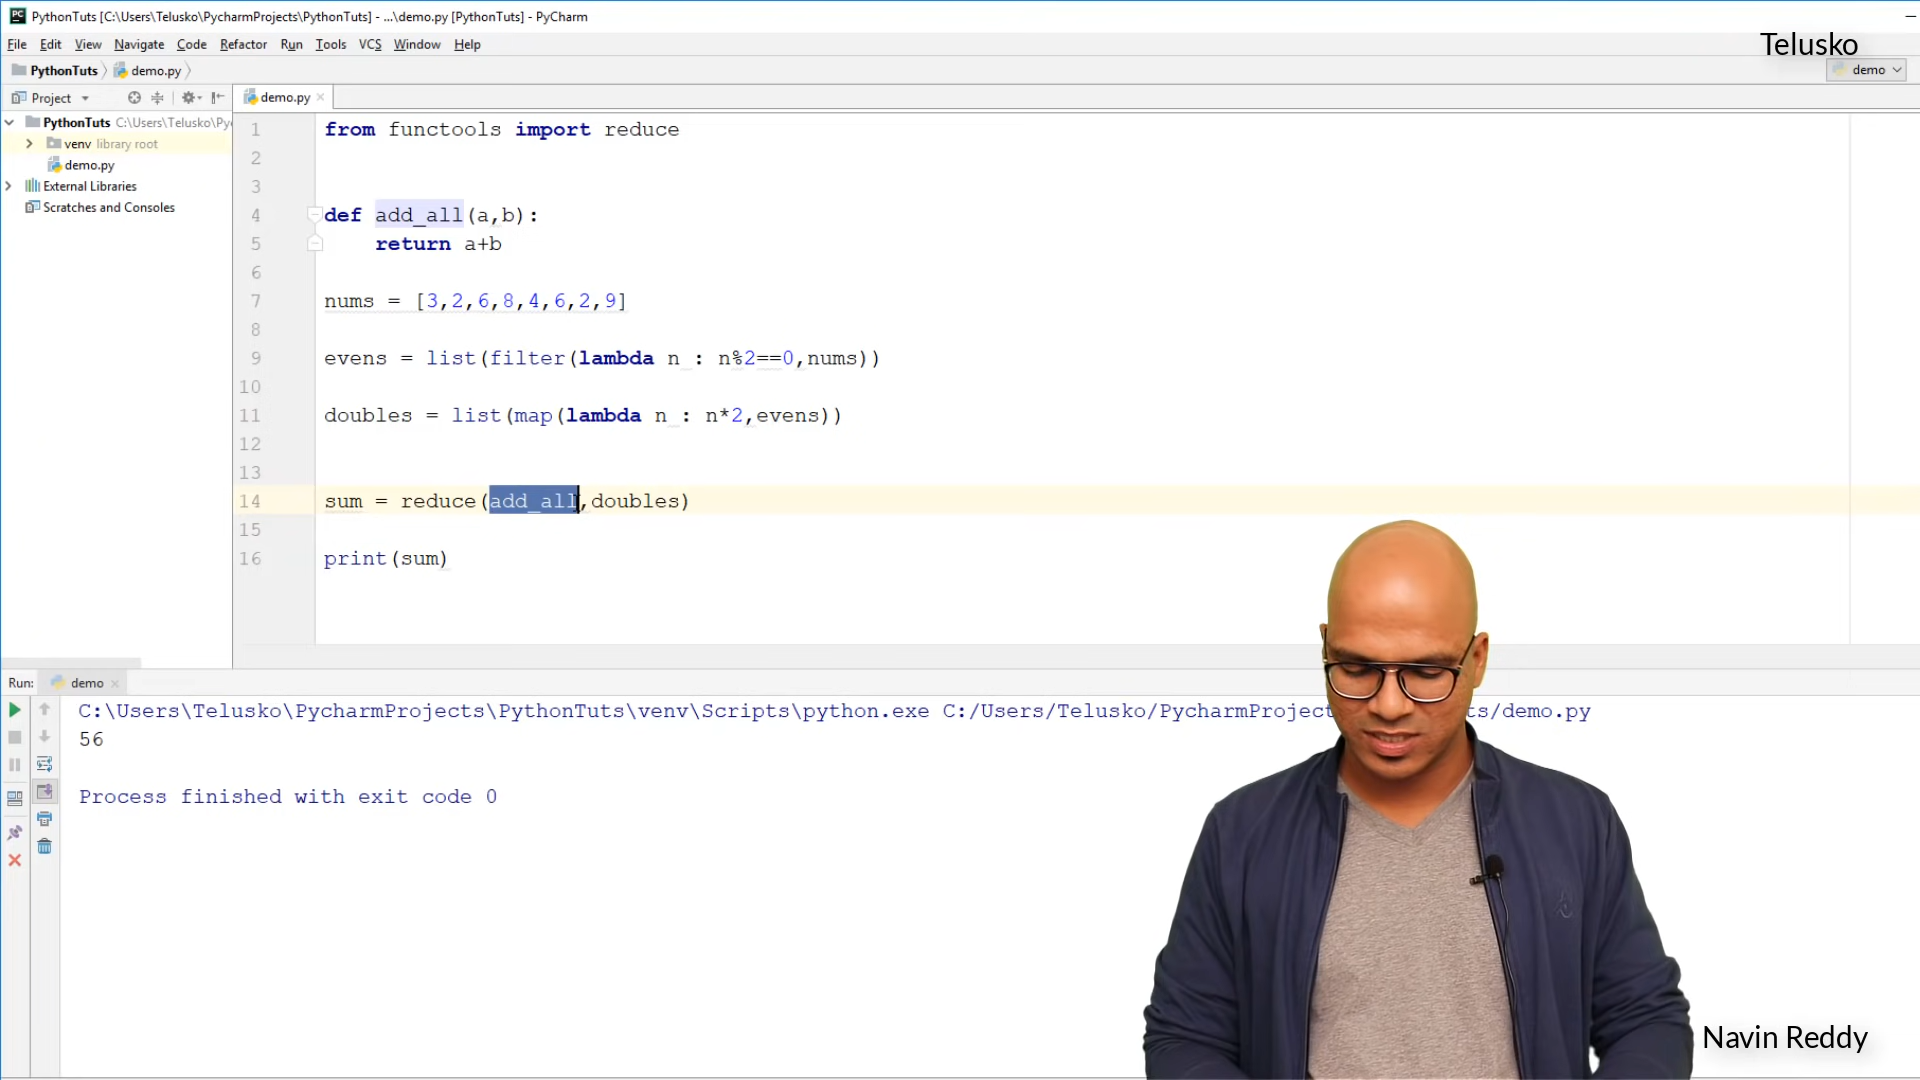 PythonTuts [C:\Users\Telusko\PycharmProjects\PythonTuts] - ...\demo.py [PythonTuts] - PyCharm
File Edit View Navigate Code Refactor Run Tools VCS Window Help
Telusko
PythonTuts demo.py
demo
Project
demo.py
PythonTuts C:\Users\Telusko\Py
venv library root
demo.py
External Libraries
Scratches and Consoles
1 from functools import reduce
2
3
4 def add_all(a,b):
5 return a+b
6
7 nums = [3,2,6,8,4,6,2,9]
8
9 evens = list(filter(lambda n : n%2==0,nums))
10
11 doubles = list(map(lambda n : n*2,evens))
12
13
14 sum = reduce(add_all,doubles)
15
16 print(sum)
Run: demo
C:\Users\Telusko\PycharmProjects\PythonTuts\venv\Scripts\python.exe C:/Users/Telusko/PycharmProject ts/demo.py
56
Process finished with exit code 0
Navin Reddy